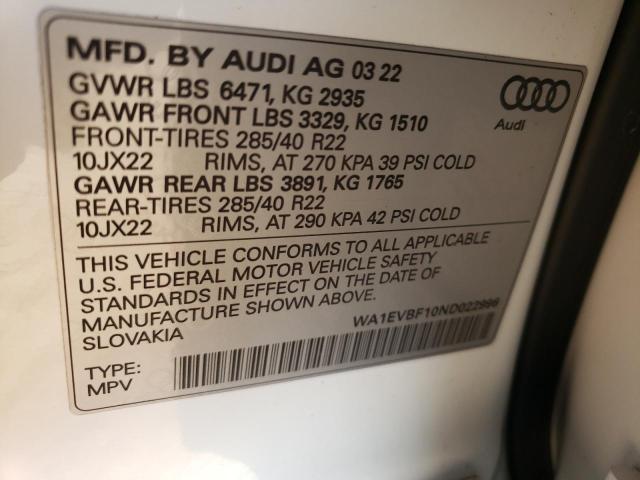 MFD. BY AUDI AG 03 22
GVWR LBS 6471, KG 2935
GAWR FRONT LBS 3329, KG 1510
FRONT-TIRES 285/40 R22
10JX22 RIMS, AT 270 KPA 39 PSI COLD
GAWR REAR LBS 3891, KG 1765
REAR-TIRES 285/40 R22
10JX22 RIMS, AT 290 KPA 42 PSI COLD
Audi
THIS VEHICLE CONFORMS TO ALL APPLICABLE
U.S. FEDERAL MOTOR VEHICLE SAFETY
STANDARDS IN EFFECT ON THE DATE OF
MANUFACTURE SHOWN ABOVE.
SLOVAKIA
WA1EVBF10ND022996
TYPE:
MPV